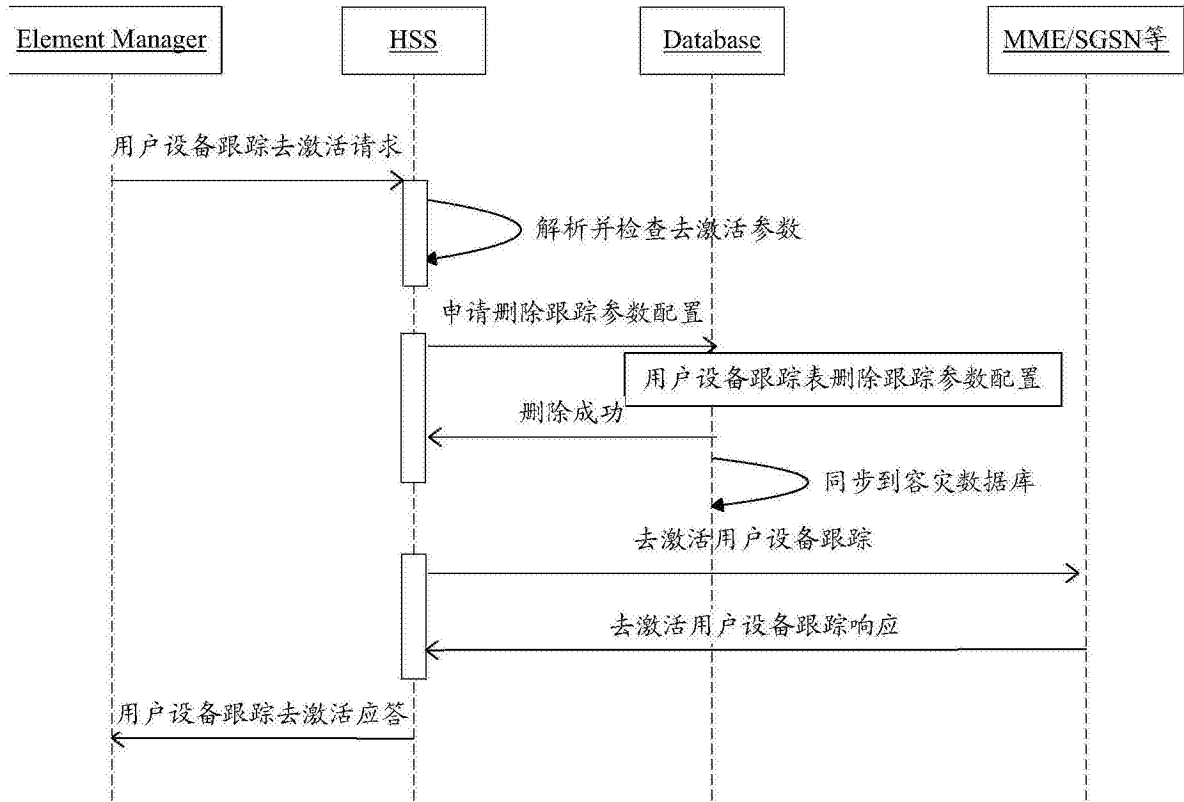 Element Manager
HSS
Database
MME/SGSN等
用户设备跟踪去激活请求
解析并检查去激活参数
申请删除跟踪参数配置
用户设备跟踪表删除跟踪参数配置
删除成功
同步到容灾数据库
去激活用户设备跟踪
去激活用户设备跟踪响应
用户设备跟踪去激活应答